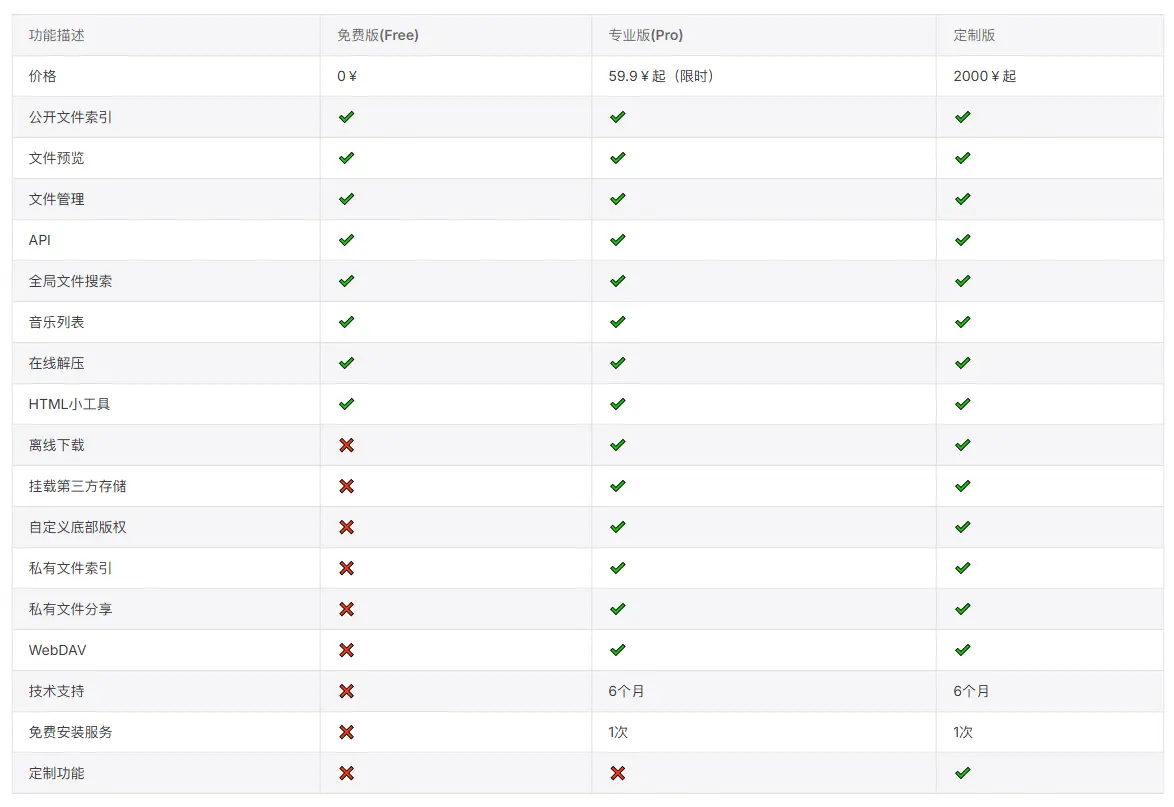 功能描述 免费版(Free) 专业版(Pro) 定制版
价格 0 ¥ 59.9 ¥ 起（限时） 2000 ¥ 起
公开文件索引 ✔ ✔ ✔
文件预览 ✔ ✔ ✔
文件管理 ✔ ✔ ✔
API ✔ ✔ ✔
全局文件搜索 ✔ ✔ ✔
音乐列表 ✔ ✔ ✔
在线解压 ✔ ✔ ✔
HTML小工具 ✔ ✔ ✔
离线下载 ✖ ✔ ✔
挂载第三方存储 ✖ ✔ ✔
自定义底部版权 ✖ ✔ ✔
私有文件索引 ✖ ✔ ✔
私有文件分享 ✖ ✔ ✔
WebDAV ✖ ✔ ✔
技术支持 ✖ 6个月 6个月
免费安装服务 ✖ 1次 1次
定制功能 ✖ ✖ ✔